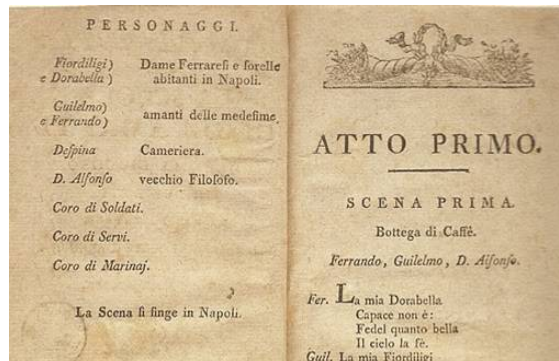 PERSONAGGI.
Fiordiligi )
e Dorabella )
Dame Ferraresi e sorelle
abitanti in Napoli.
Guilelmo)
e Ferrando)
amanti delle medesime.
Despina Cameriera.
D. Alfonso vecchio Filosofo.
Coro di Soldati.
Coro di Servi.
Coro di Marinaj.
La Scena si finge in Napoli.
ATTO PRIMO.
SCENA PRIMA.
Bottega di Caffè.
Ferrando, Guilelmo, D. Alfonso.
Fer. La mia Dorabella
Capace non è:
Fedel quanto bella
Il cielo la fè.
Guil. La mia Fiordiligi